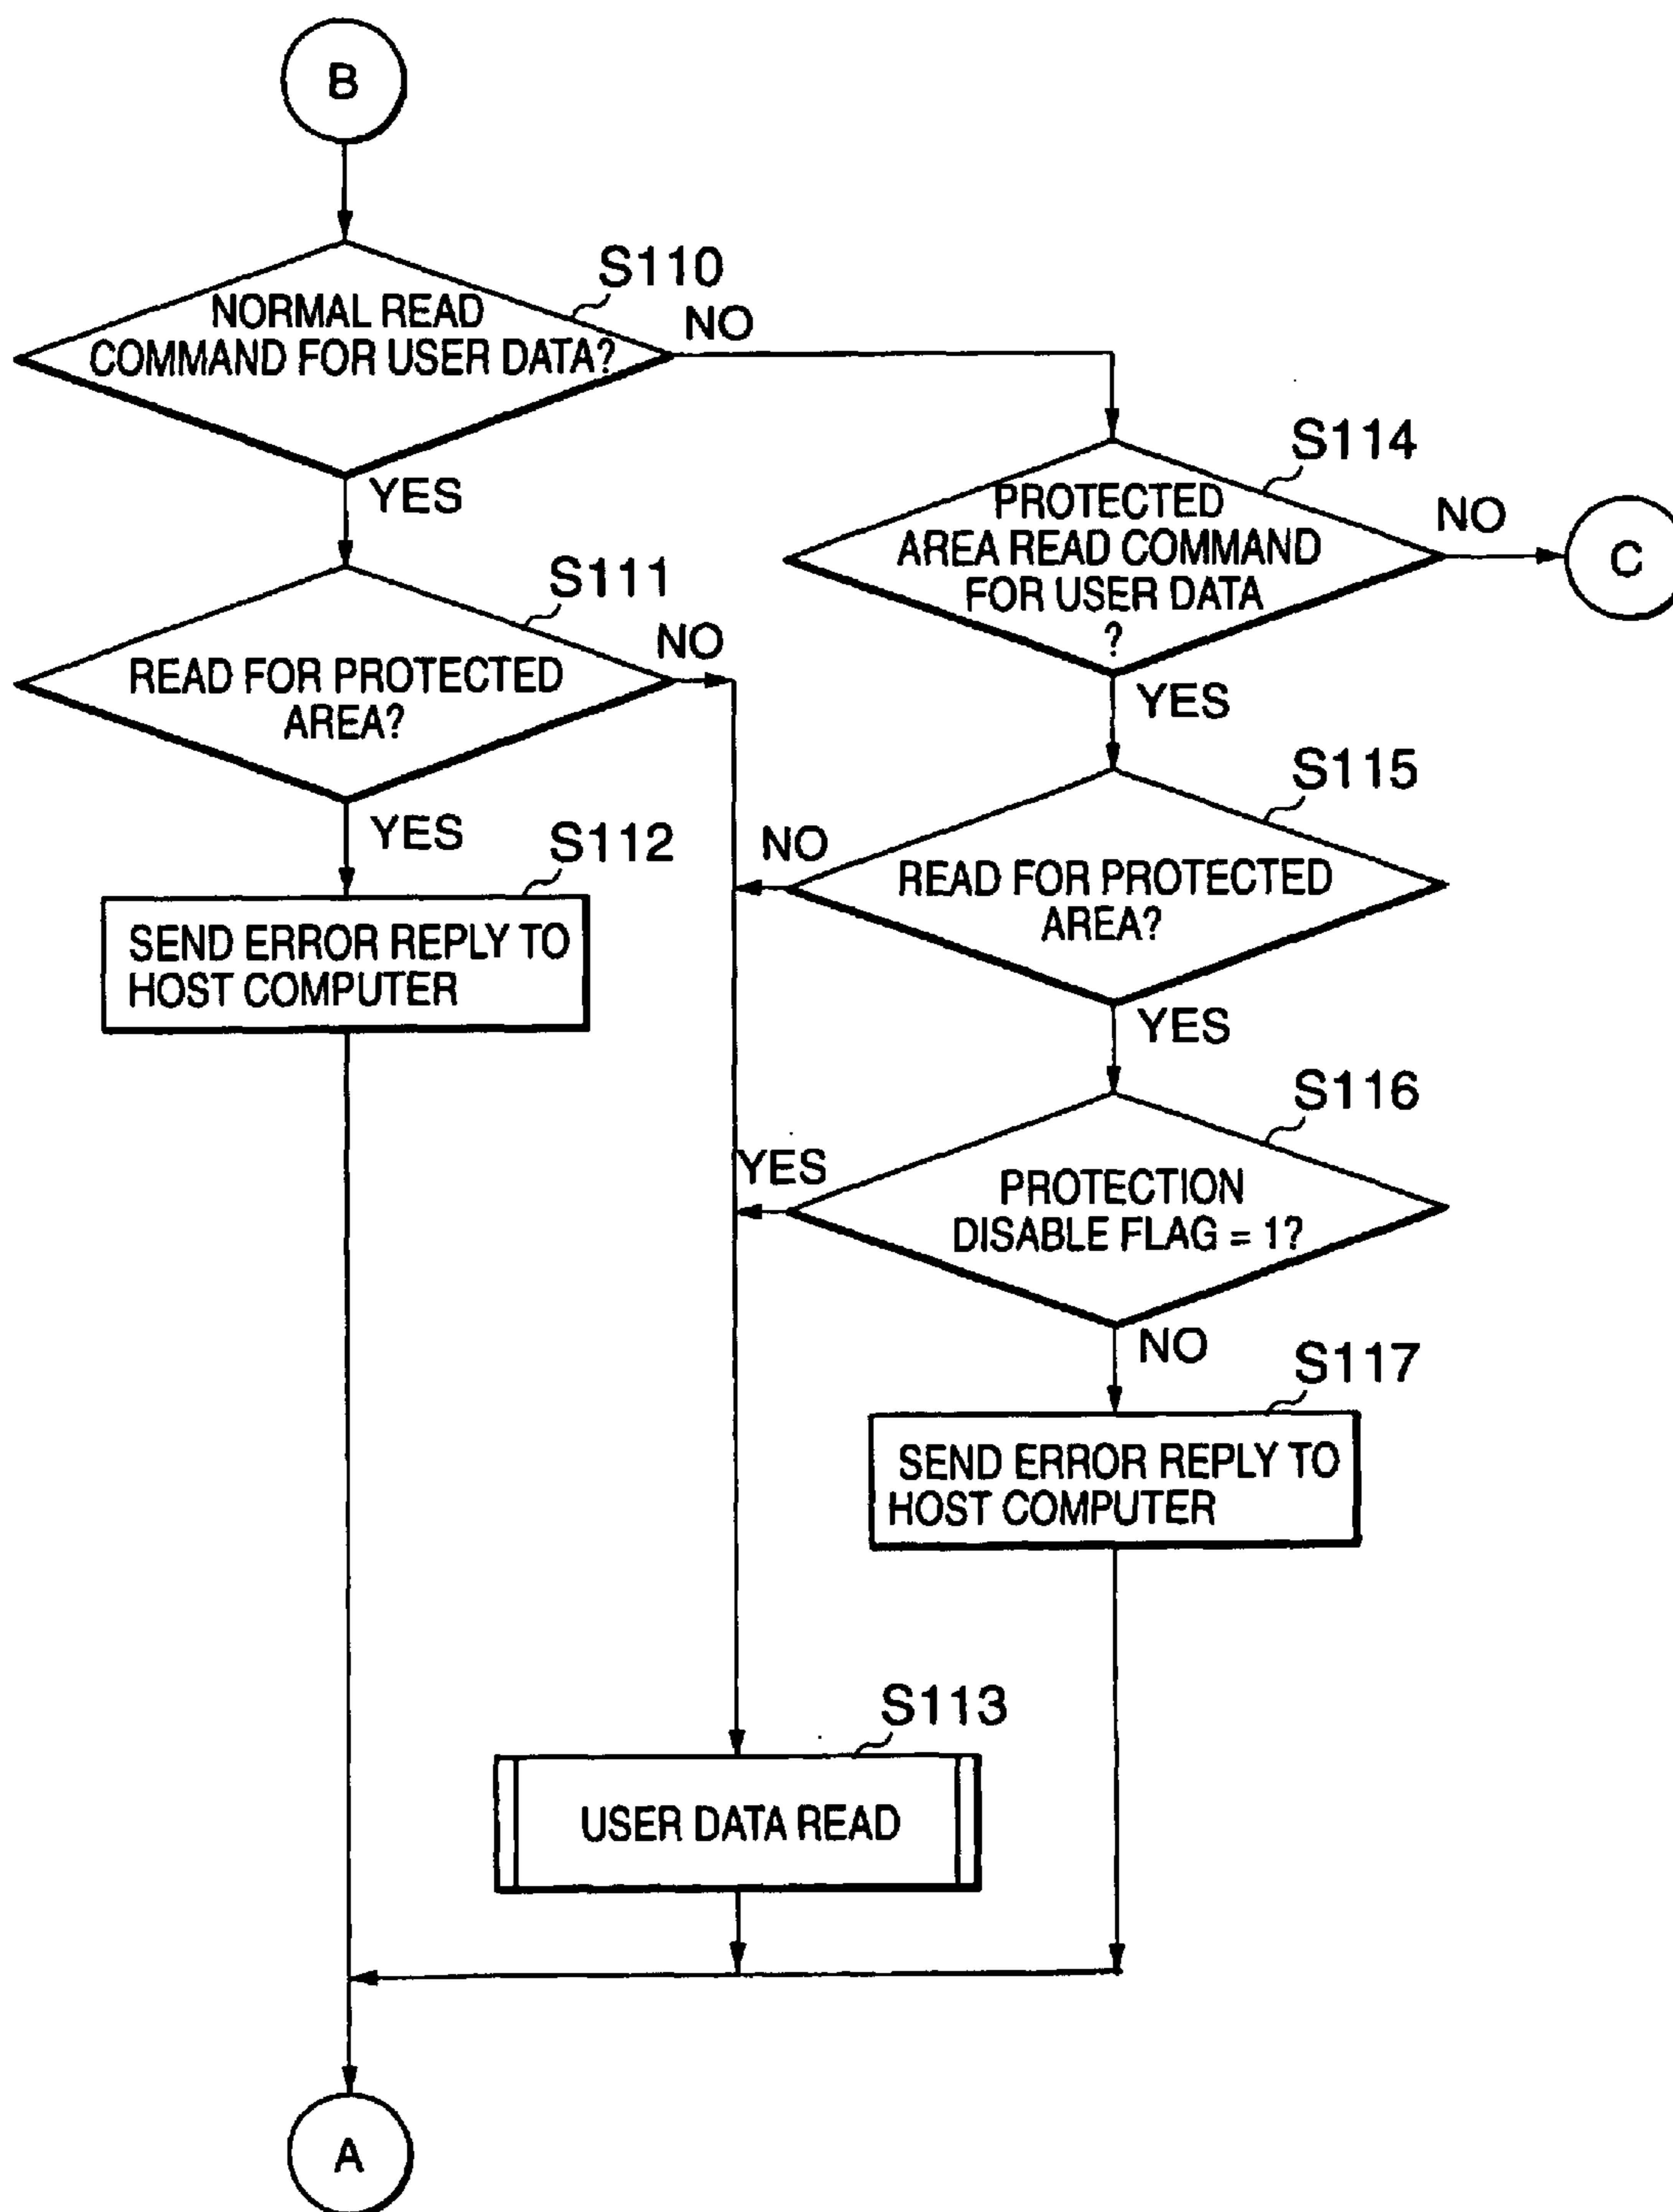 B
S110
NORMAL READ
COMMAND FOR USER DATA?
NO
YES
S114
PROTECTED
AREA READ COMMAND
FOR USER DATA
?
NO
C
YES
S111
READ FOR PROTECTED
AREA?
NO
YES
S115
READ FOR PROTECTED
AREA?
NO
YES
S112
SEND ERROR REPLY TO
HOST COMPUTER
S116
PROTECTION
DISABLE FLAG = 1?
YES
NO
S117
SEND ERROR REPLY TO
HOST COMPUTER
S113
USER DATA READ
A